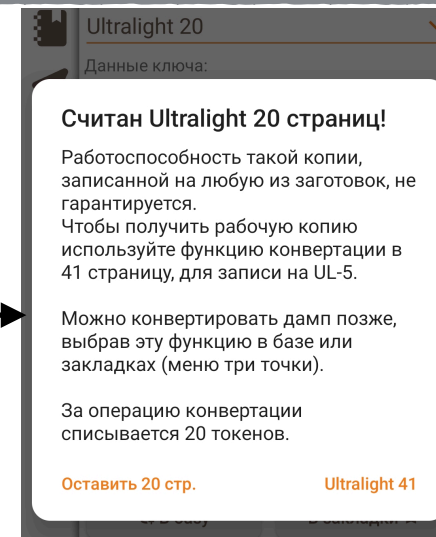 Ultralight 20
Данные ключа:
Считан Ultralight 20 страниц!
Работоспособность такой копии,
записанной на любую из заготовок, не
гарантируется.
Чтобы получить рабочую копию
используйте функцию конвертации в
41 страницу, для записи на UL-5.
Можно конвертировать дамп позже,
выбрав эту функцию в базе или
закладках (меню три точки).
За операцию конвертации
списывается 20 токенов.
Оставить 20 стр.
Ultralight 41